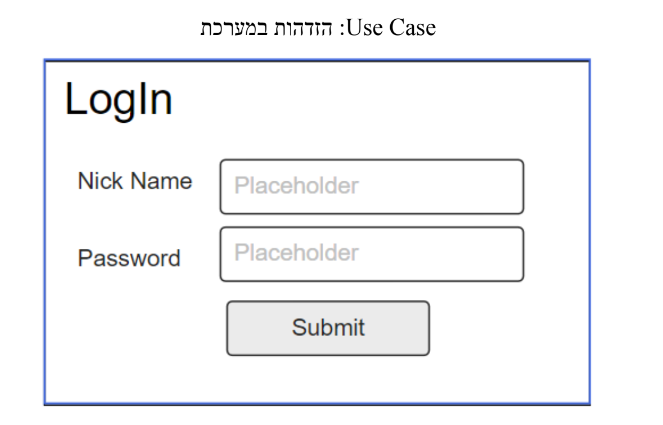 Use Case: הזדהות במערכת
LogIn
Nick Name Placeholder
Password Placeholder
Submit